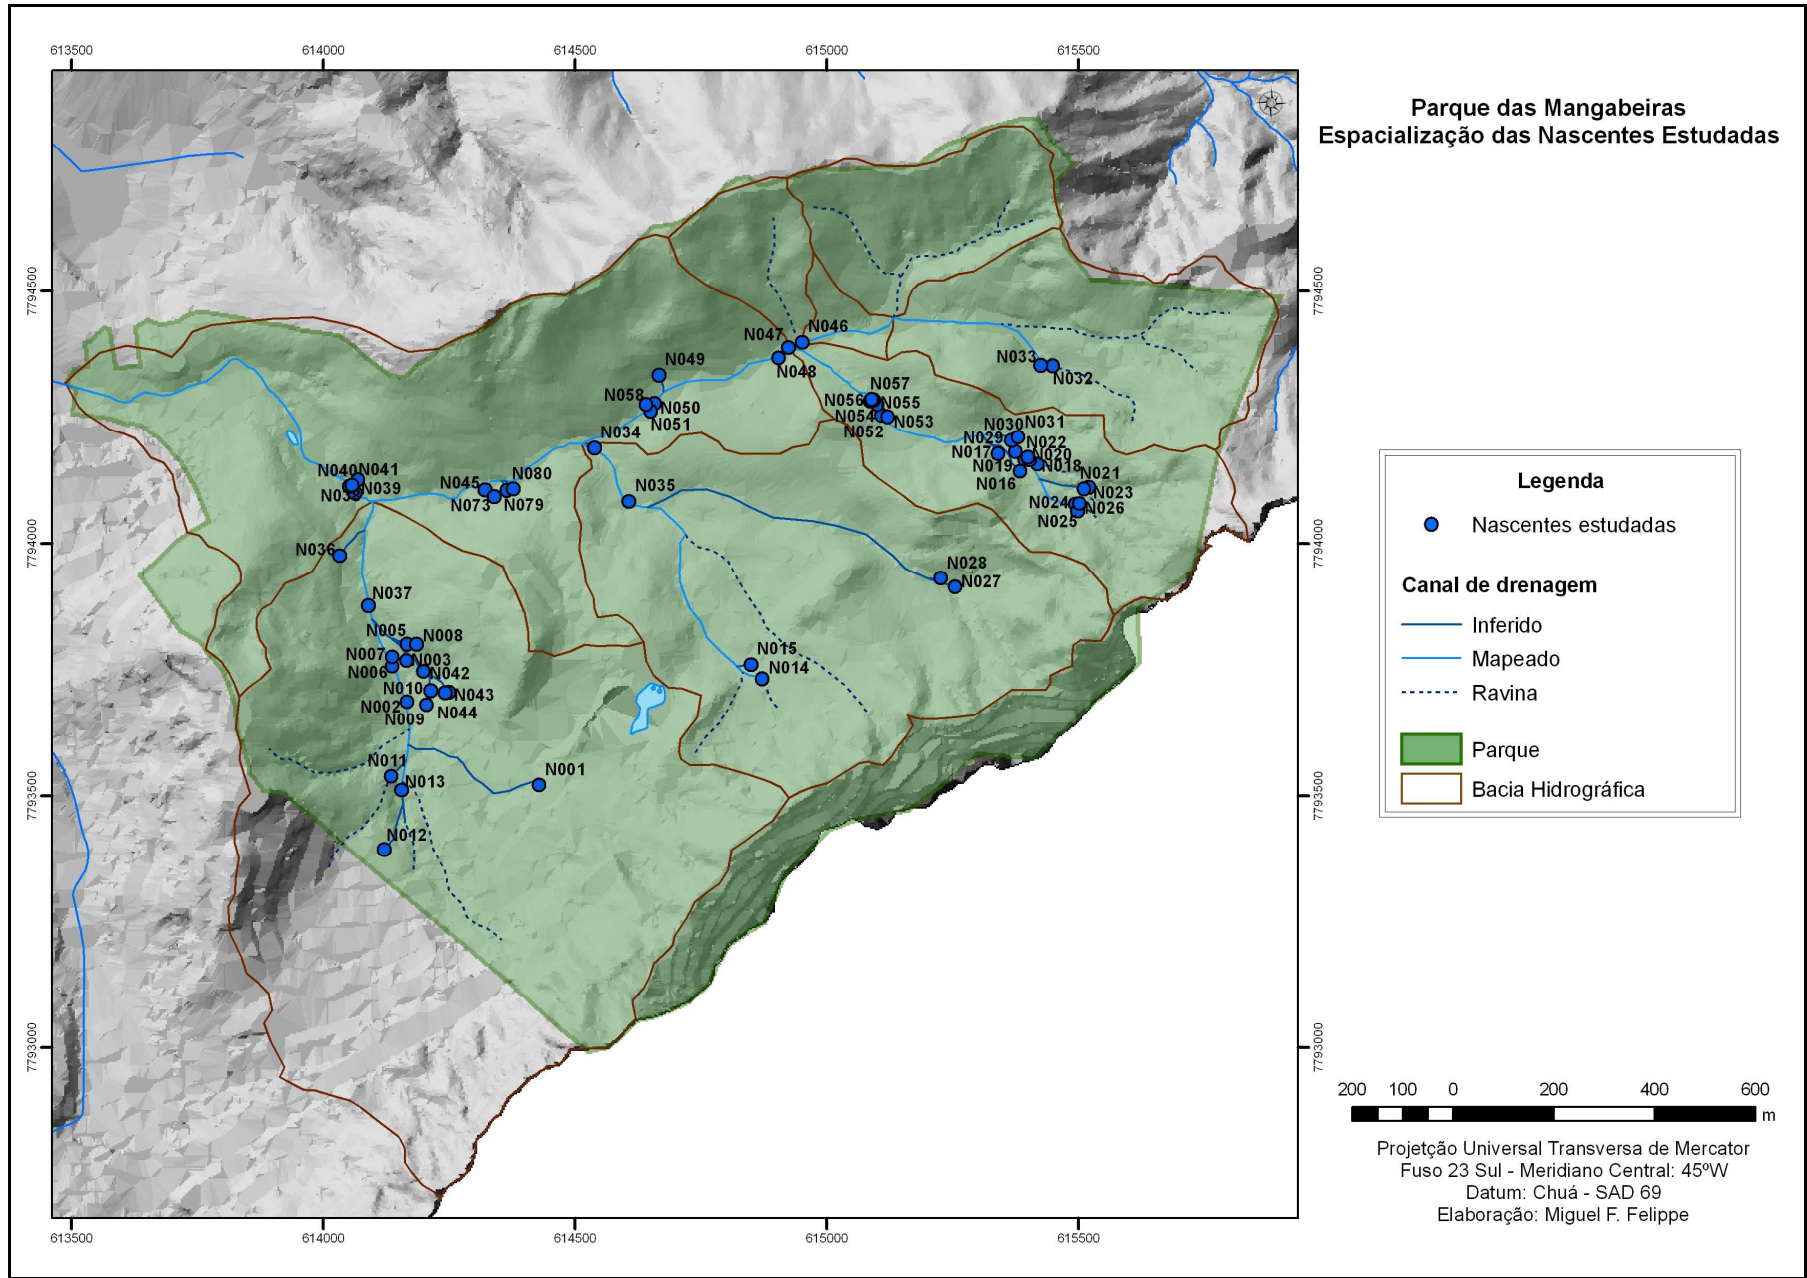 613500 614000 614500 615000 615500
Parque das Mangabeiras
Espacialização das Nascentes Estudadas
7794500
7794500
N047 N046
N048
N049
N033
N032
N058 N050
N051
N057
N056 N055
N054 N053
N052
N034
N030 N031
N029 N022
N017 N020
N019 N018
N016
N021
N023
N024 N026
N025
N040 N041
N039
N038
N045 N080
N073 N079
N035
7794000
7794000
N036
N028
N027
N037
N005 N008
N007 N003
N006 N042
N010 N043
N002 N044
N009
N015
N014
N011
N013
N001
N012
7793500
7793500
7793000
7793000
Legenda
Nascentes estudadas
Canal de drenagem
Inferido
Mapeado
Ravina
Parque
Bacia Hidrográfica
200 100 0 200 400 600
m
Projetção Universal Transversa de Mercator
Fuso 23 Sul - Meridiano Central: 45ºW
Datum: Chuá - SAD 69
Elaboração: Miguel F. Felippe
613500 614000 614500 615000 615500